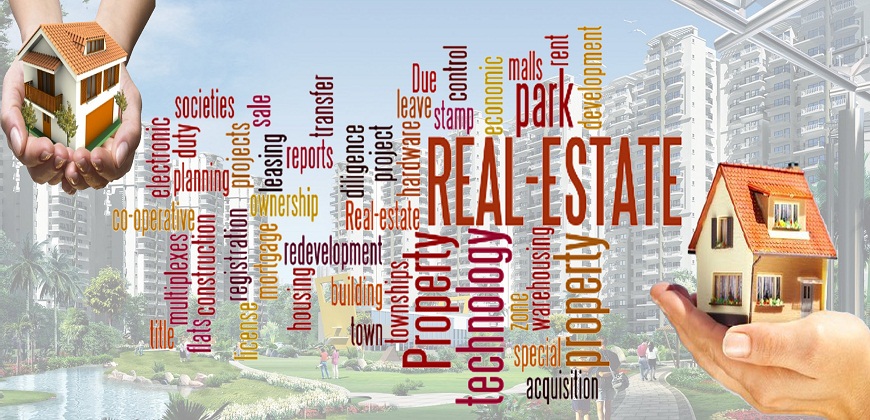 societies
electronic
duty
planning
co-operative
projects
sale
leasing
ownership
reports
transfer
diligence
project
Real-estate
redevelopment
multiplexes
flats
construction
registration
mortgage
license
title
housing
building
town
townships
Due
leave
stamp
control
hardware
economic
malls
park
rent
development
REAL-ESTATE
Property
technology
zone
warehousing
property
special
acquisition